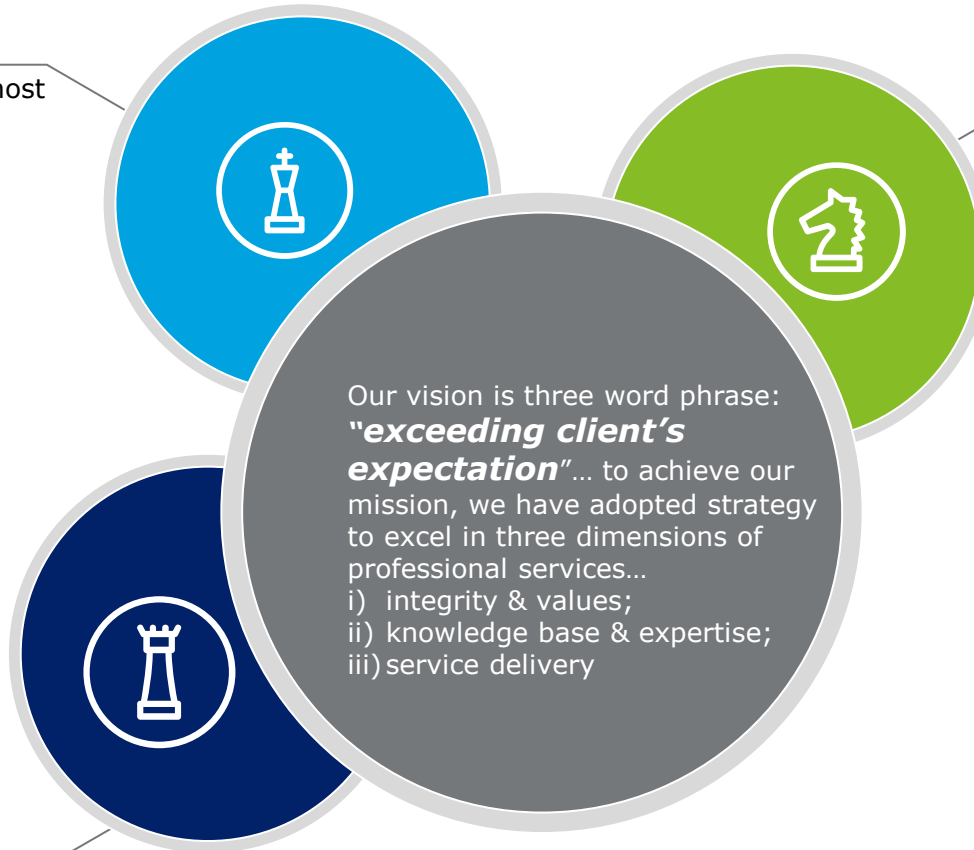 Our vision is three word phrase:
“exceeding client’s
expectation”… to achieve our
mission, we have adopted strategy
to excel in three dimensions of
professional services…
i) integrity & values;
ii) knowledge base & expertise;
iii) service delivery